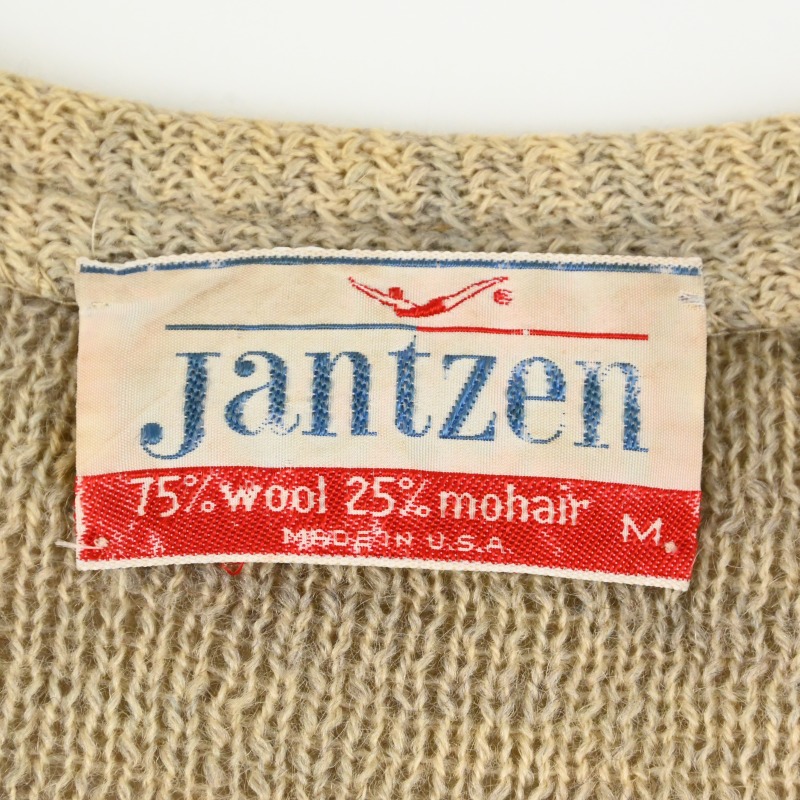 Jantzen
75% wool 25% mohair
M.
MADE IN U.S.A.